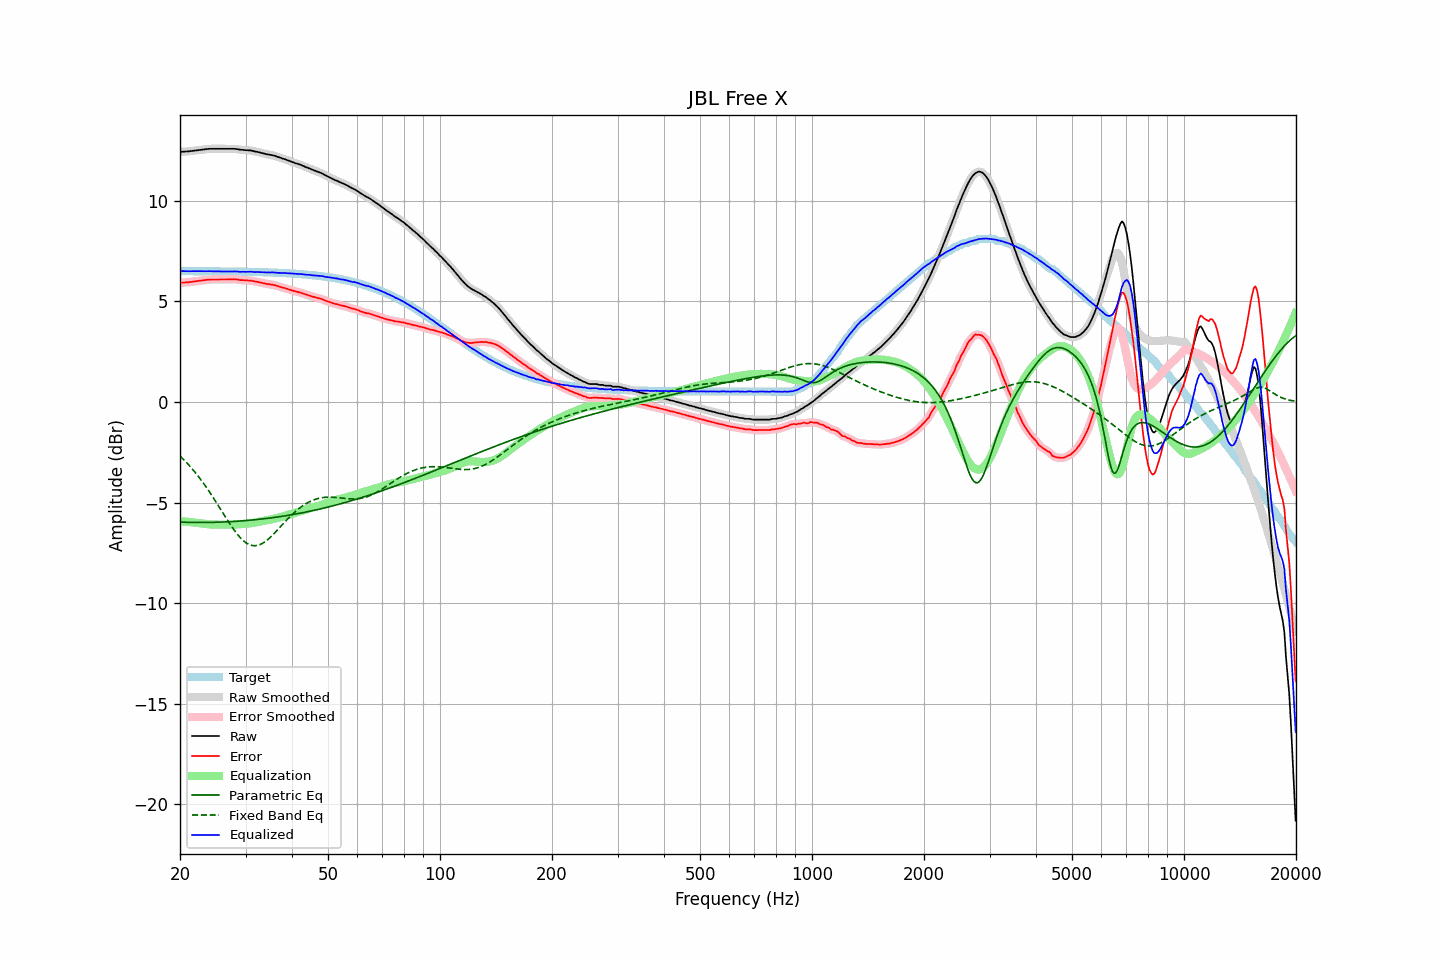 JBL Free X
Amplitude (dBr)
10
5
0
−5
−10
−15
−20
Target
Raw Smoothed
Error Smoothed
Raw
Error
Equalization
Parametric Eq
Fixed Band Eq
Equalized
20 50 100 200 500 1000 2000 5000 10000 20000
Frequency (Hz)